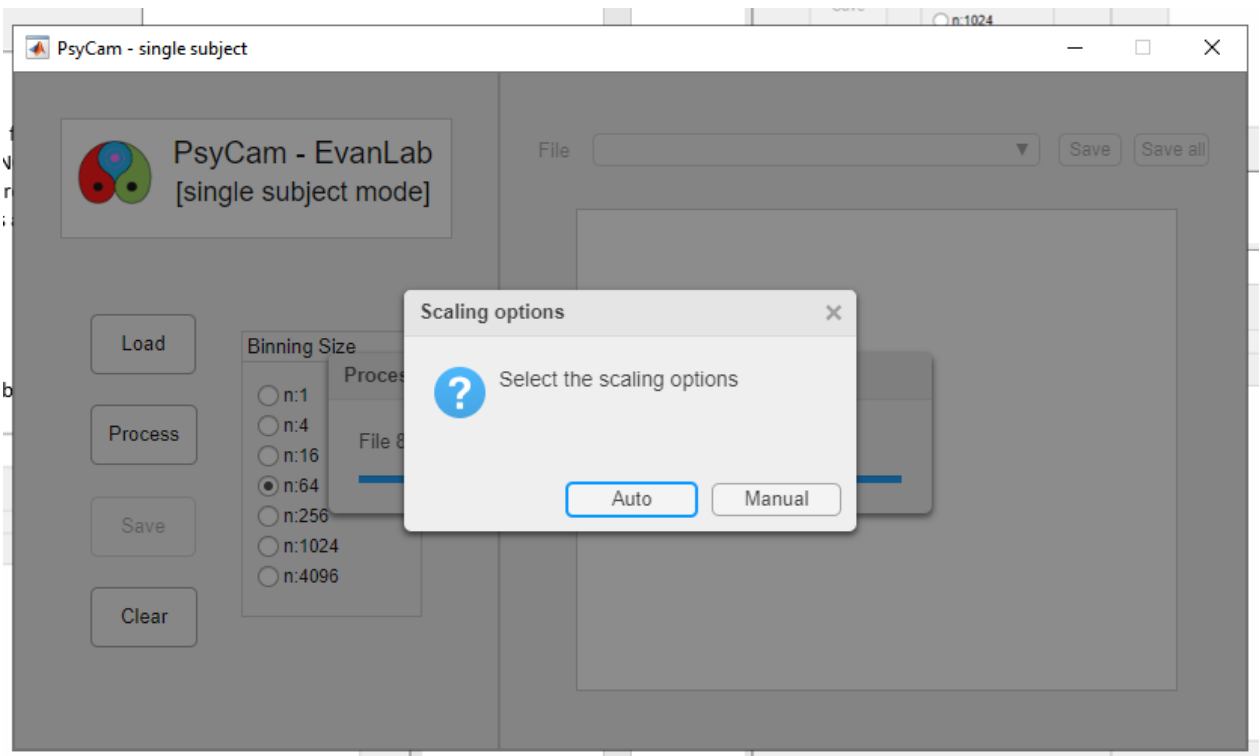 n:1024
PsyCam - single subject
PsyCam - EvanLab
[single subject mode]
File
Save
Save all
Scaling options
Select the scaling options
Auto
Manual
Load
Process
Save
Clear
Binning Size
n:1
n:4
n:16
n:64
n:256
n:1024
n:4096
File